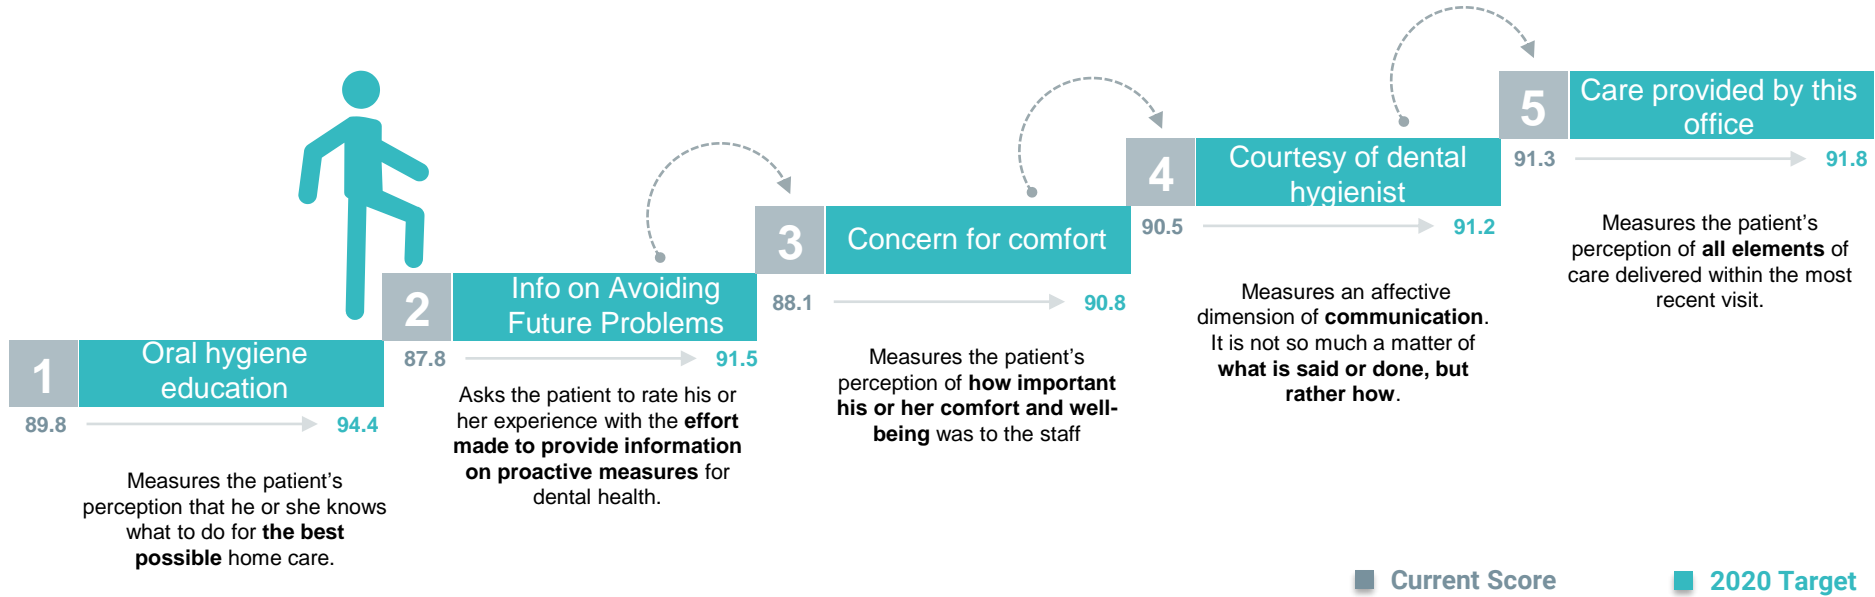 1
Oral hygiene
education
89.8
94.4
Measures the patient’s
perception that he or she knows
what to do for the best
possible home care.
2
Info on Avoiding
Future Problems
87.8
91.5
Asks the patient to rate his or
her experience with the effort
made to provide information
on proactive measures for
dental health.
3
Concern for comfort
88.1
90.8
Measures the patient’s
perception of how important
his or her comfort and well-
being was to the staff
4
Courtesy of dental
hygienist
90.5
91.2
Measures an affective
dimension of communication.
It is not so much a matter of
what is said or done, but
rather how.
5
Care provided by this
office
91.3
91.8
Measures the patient’s
perception of all elements of
care delivered within the most
recent visit.
Current Score
2020 Target